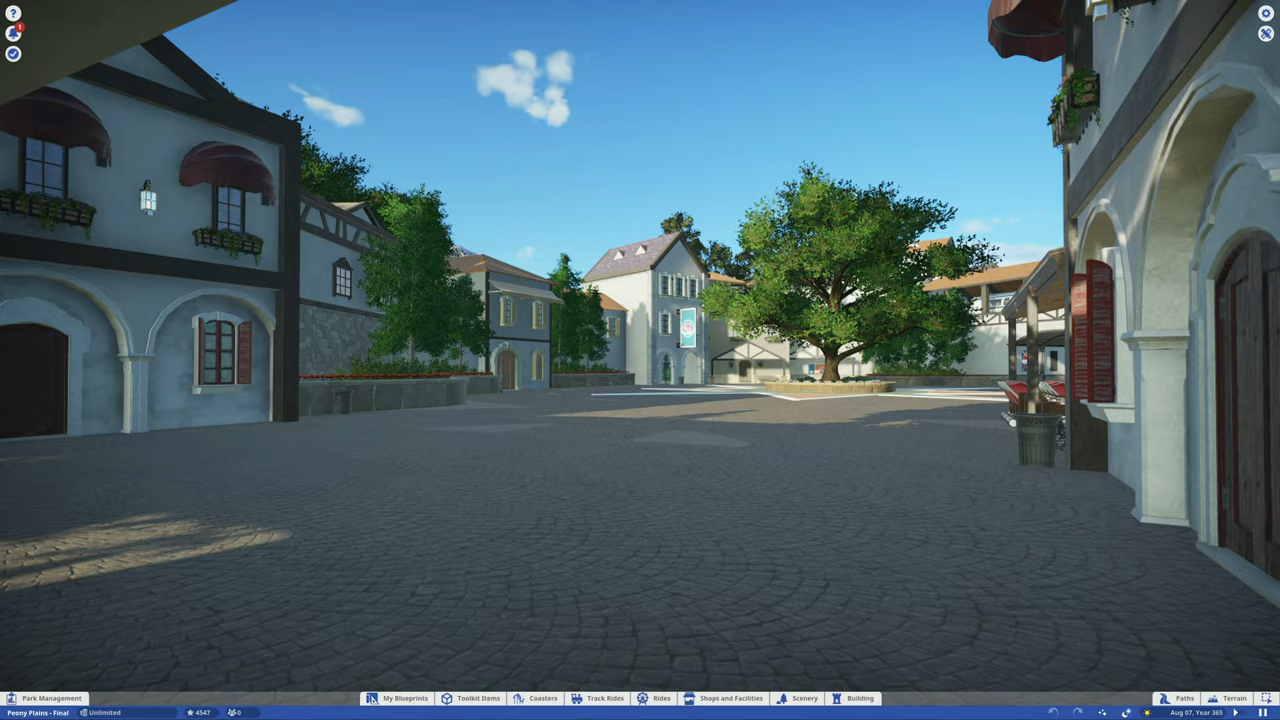 ?
1
Park Management
My Blueprints
Toolkit Items
Coasters
Track Rides
Rides
Shops and Facilities
Scenery
Building
Paths
Terrain
Peony Plains - Final
Unlimited
4547
0
Aug 07, Year 365